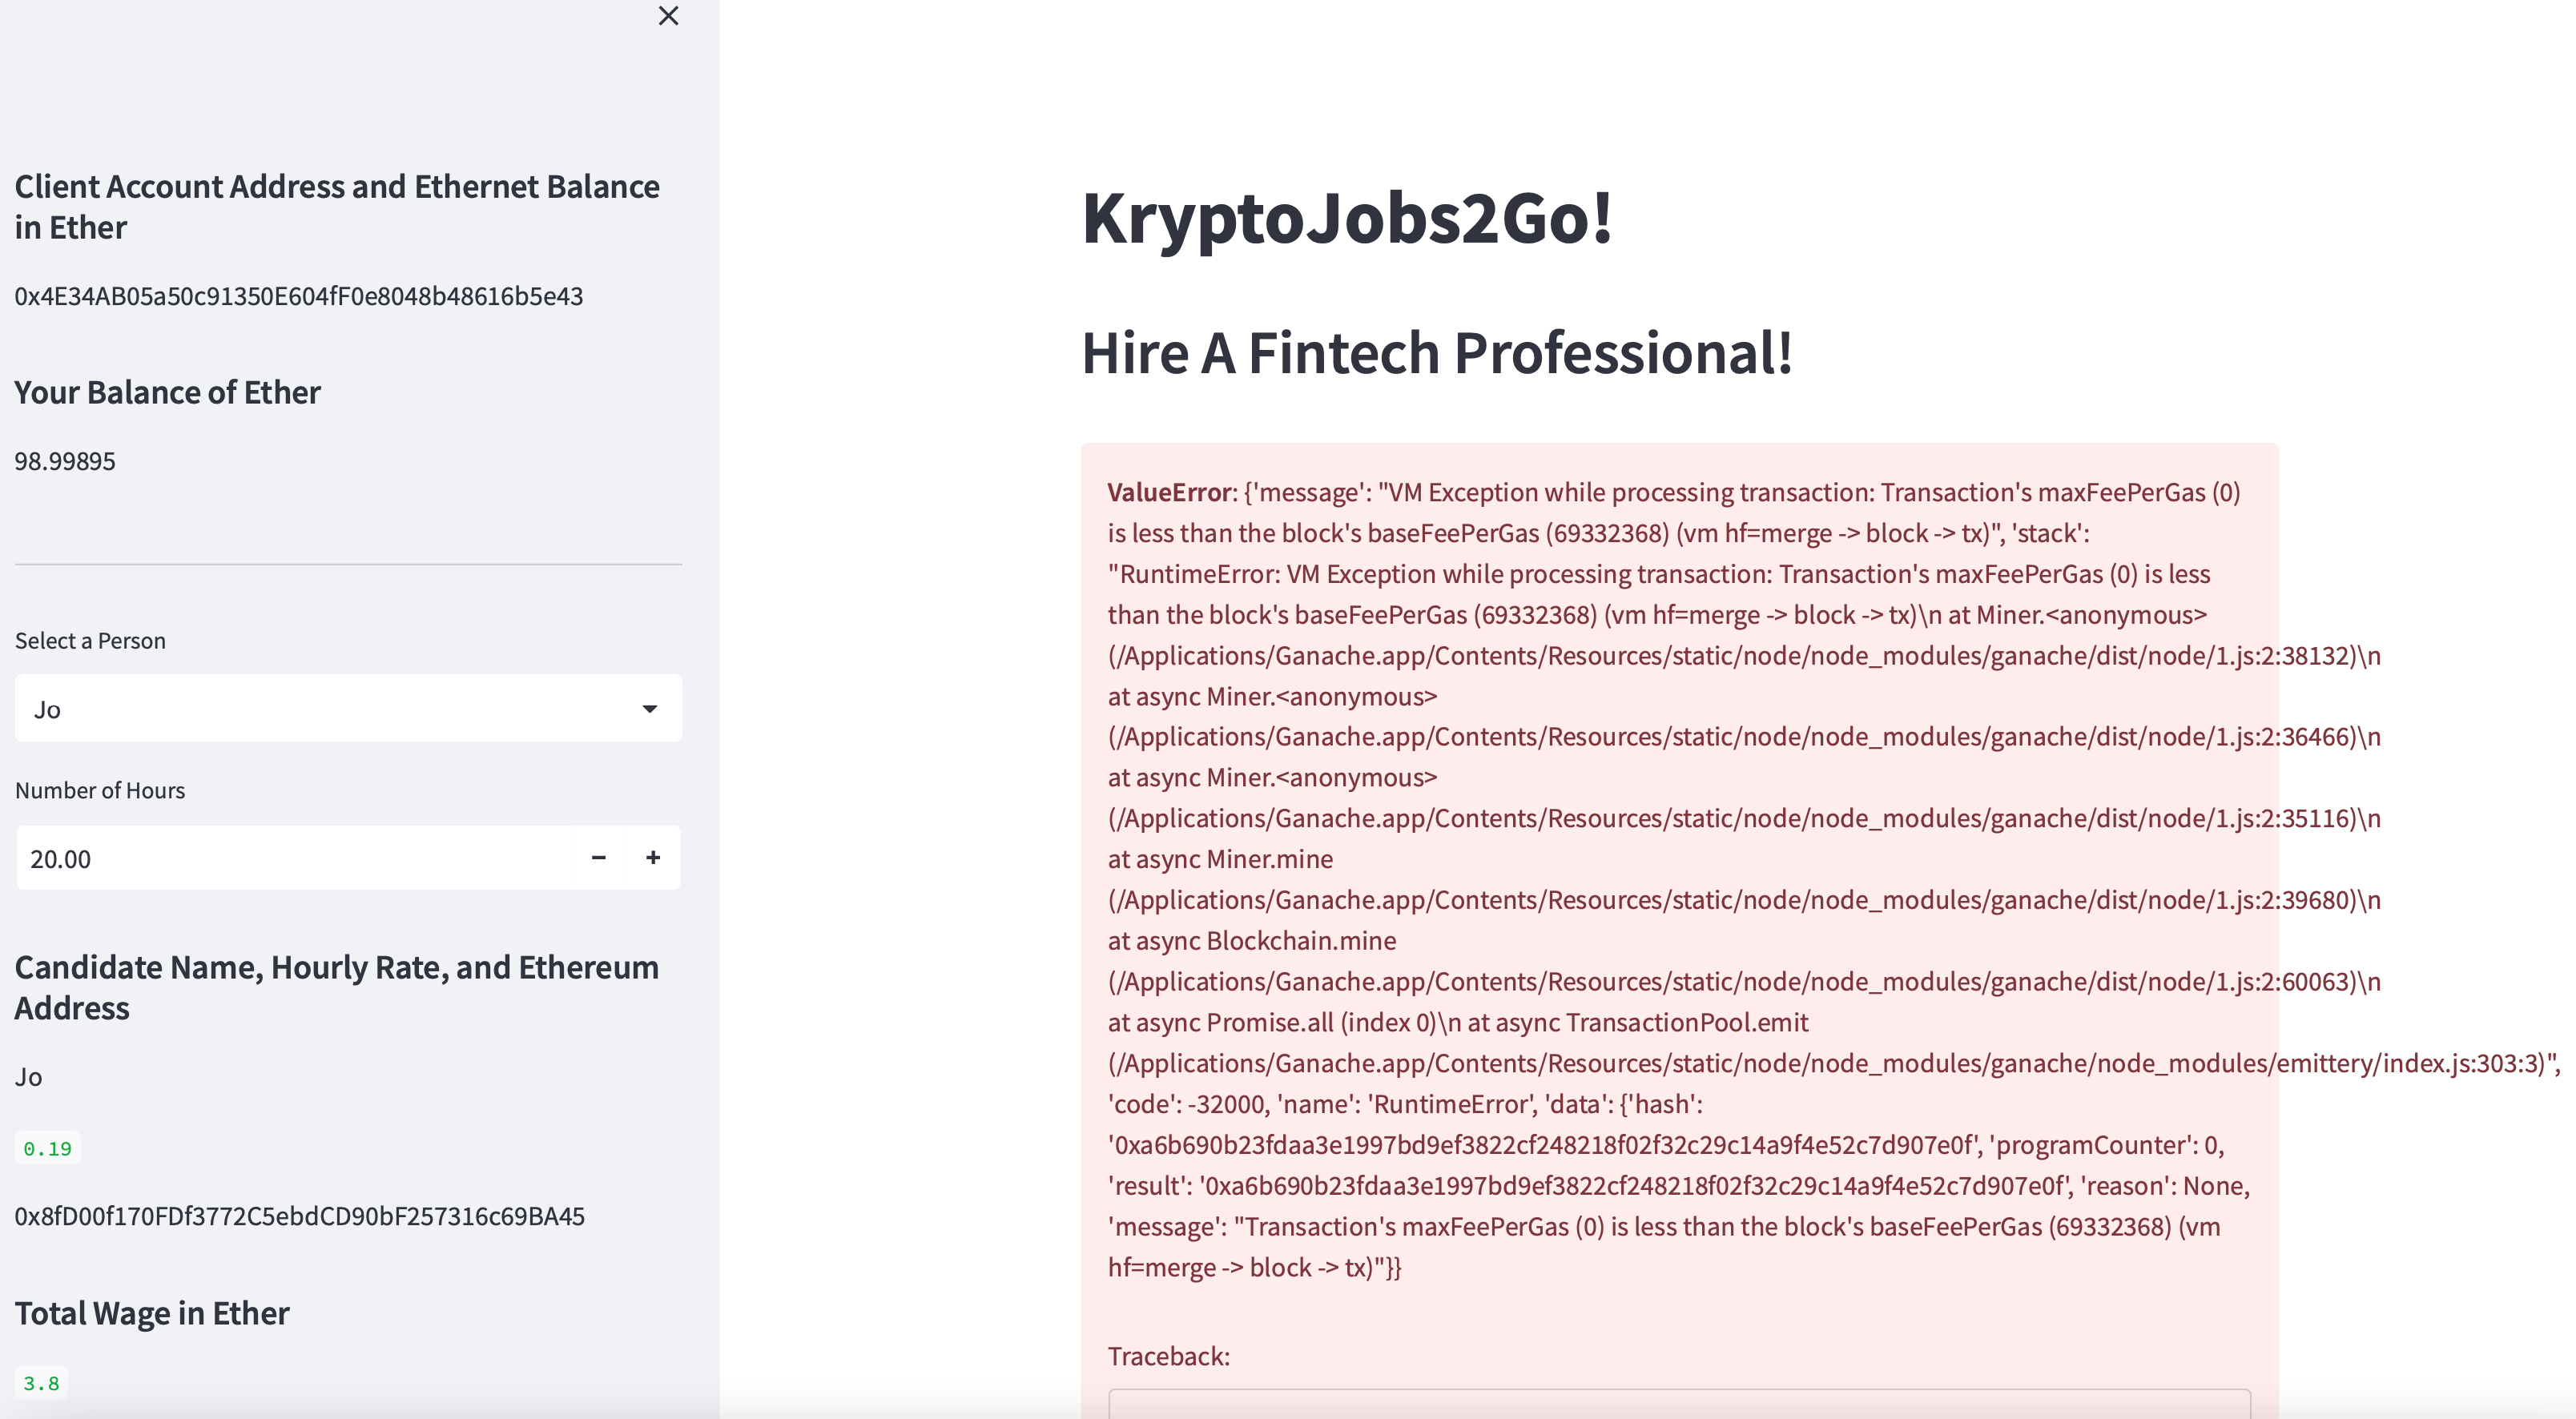 Client Account Address and Ethernet Balance
in Ether
0x4E34AB05a50c91350E604fF0e8048b48616b5e43
Your Balance of Ether
98.99895
Select a Person
Jo
Number of Hours
20.00
Candidate Name, Hourly Rate, and Ethereum
Address
Jo
0.19
0x8fD00f170FDf3772C5ebdCD90bF257316c69BA45
Total Wage in Ether
3.8
KryptoJobs2Go!
Hire A Fintech Professional!
ValueError: {'message': "VM Exception while processing transaction: Transaction's maxFeePerGas (0)
is less than the block's baseFeePerGas (69332368) (vm hf=merge -> block -> tx)", 'stack':
"RuntimeError: VM Exception while processing transaction: Transaction's maxFeePerGas (0) is less
than the block's baseFeePerGas (69332368) (vm hf=merge -> block -> tx)\n at Miner.<anonymous>
(/Applications/Ganache.app/Contents/Resources/static/node/node_modules/ganache/dist/node/1.js:2:38132)\n
at async Miner.<anonymous>
(/Applications/Ganache.app/Contents/Resources/static/node/node_modules/ganache/dist/node/1.js:2:36466)\n
at async Miner.<anonymous>
(/Applications/Ganache.app/Contents/Resources/static/node/node_modules/ganache/dist/node/1.js:2:35116)\n
at async Miner.mine
(/Applications/Ganache.app/Contents/Resources/static/node/node_modules/ganache/dist/node/1.js:2:39680)\n
at async Blockchain.mine
(/Applications/Ganache.app/Contents/Resources/static/node/node_modules/ganache/dist/node/1.js:2:60063)\n
at async Promise.all (index 0)\n at async TransactionPool.emit
(/Applications/Ganache.app/Contents/Resources/static/node/node_modules/ganache/node_modules/emittery/index.js:303:3)",
'code': -32000, 'name': 'RuntimeError', 'data': {'hash':
'0xa6b690b23fdaa3e1997bd9ef3822cf248218f02f32c29c14a9f4e52c7d907e0f', 'programCounter': 0,
'result': '0xa6b690b23fdaa3e1997bd9ef3822cf248218f02f32c29c14a9f4e52c7d907e0f', 'reason': None,
'message': "Transaction's maxFeePerGas (0) is less than the block's baseFeePerGas (69332368) (vm
hf=merge -> block -> tx)"}}
Traceback: